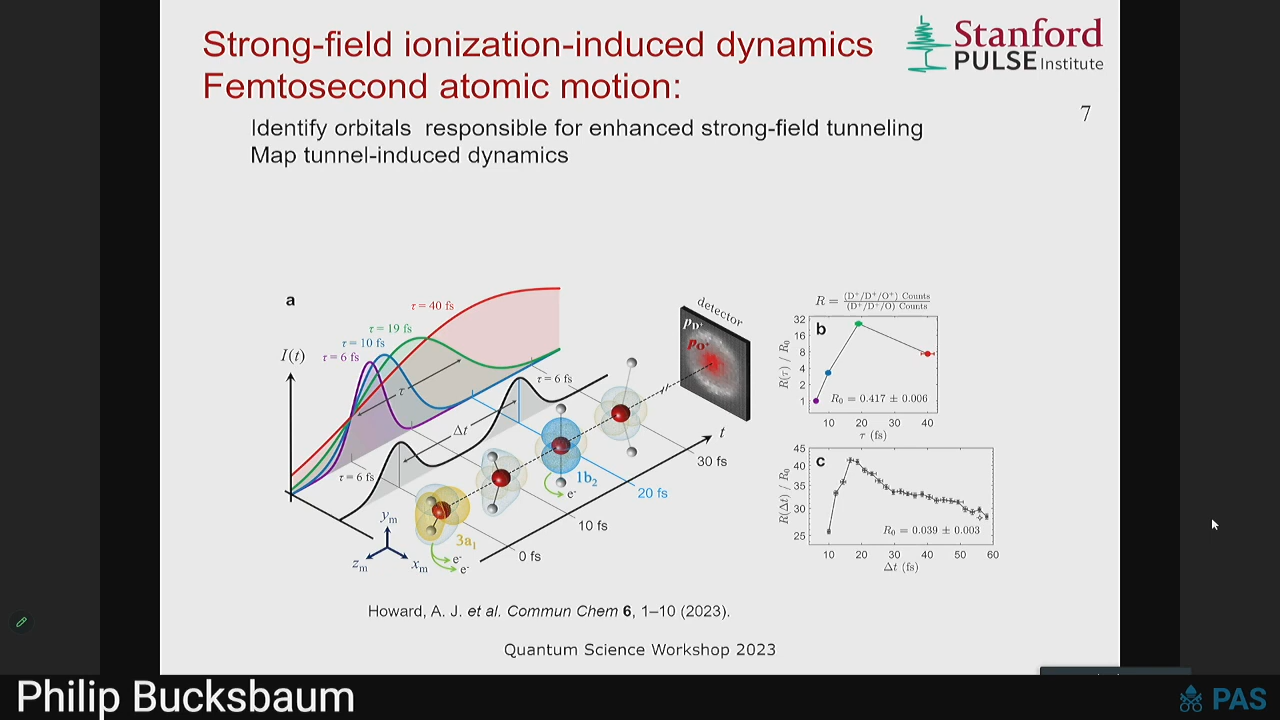 Strong-field ionization-induced dynamics
Femtosecond atomic motion:
Stanford
PULSE Institute
7
Identify orbitals responsible for enhanced strong-field tunneling
Map tunnel-induced dynamics
a
I(t)
τ = 40 fs
τ = 19 fs
τ = 10 fs
τ = 6 fs
τ
τ = 6 fs
Δt
τ = 6 fs
detector
pD+
pO+
t
30 fs
20 fs
10 fs
0 fs
1b2
e-
3a1
e-
e-
ym
zm
xm
R = (D+/D+/O+) Counts
(D+/D+/O) Counts
b
R(τ) / R0
32
16
8
4
2
1
R0 = 0.417 ± 0.006
10 20 30 40
τ (fs)
c
R(Δt) / R0
45
40
35
30
25
R0 = 0.039 ± 0.003
10 20 30 40 50 60
Δt (fs)
Howard, A. J. et al. Commun Chem 6, 1–10 (2023).
Quantum Science Workshop 2023
Philip Bucksbaum
PAS